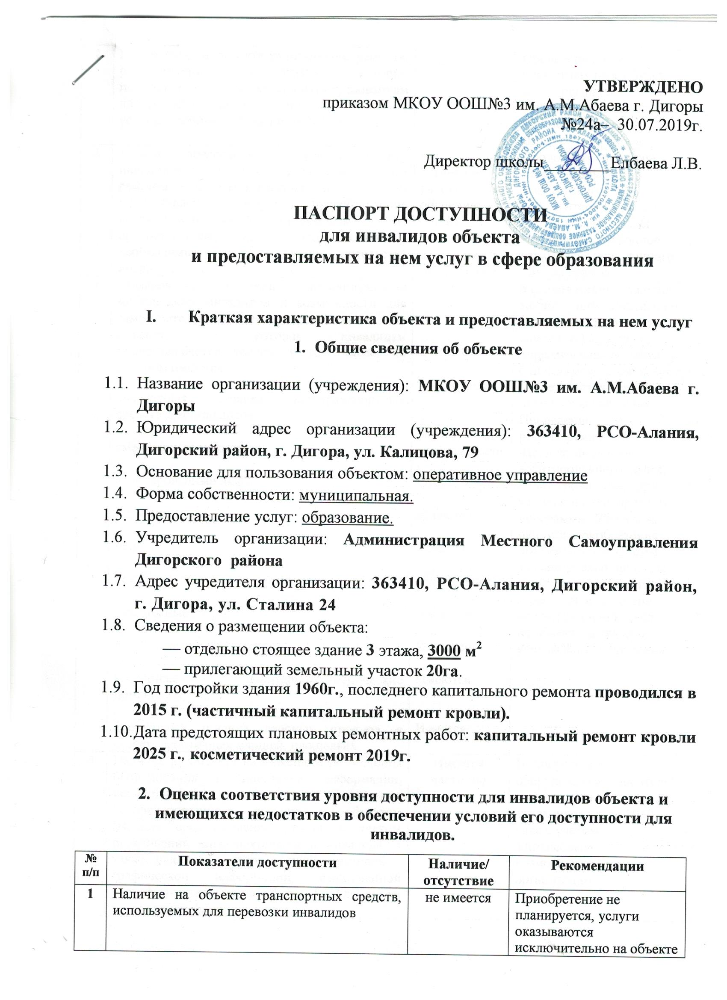 УТВЕРЖДЕНО
приказом МКОУ ООШ№3 им. А.М.Абаева г. Дигоры
№24а– 30.07.2019г.
Директор школы________Елбаева Л.В.
ПАСПОРТ ДОСТУПНОСТИ
для инвалидов объекта
и предоставляемых на нем услуг в сфере образования
I. Краткая характеристика объекта и предоставляемых на нем услуг
1. Общие сведения об объекте
1.1. Название организации (учреждения): МКОУ ООШ№3 им. А.М.Абаева г.
Дигоры
1.2. Юридический адрес организации (учреждения): 363410, РСО-Алания,
Дигорский район, г. Дигора, ул. Калицова, 79
1.3. Основание для пользования объектом: оперативное управление
1.4. Форма собственности: муниципальная.
1.5. Предоставление услуг: образование.
1.6. Учредитель организации: Администрация Местного Самоуправления
Дигорского района
1.7. Адрес учредителя организации: 363410, РСО-Алания, Дигорский район,
г. Дигора, ул. Сталина 24
1.8. Сведения о размещении объекта:
— отдельно стоящее здание 3 этажа, 3000 м²
— прилегающий земельный участок 20га.
1.9. Год постройки здания 1960г., последнего капитального ремонта проводился в
2015 г. (частичный капитальный ремонт кровли).
1.10.Дата предстоящих плановых ремонтных работ: капитальный ремонт кровли
2025 г., косметический ремонт 2019г.
2. Оценка соответствия уровня доступности для инвалидов объекта и
имеющихся недостатков в обеспечении условий его доступности для
инвалидов.
№ Показатели доступности Наличие/ Рекомендации
п/п отсутствие
1 Наличие на объекте транспортных средств, не имеется Приобретение не
используемых для перевозки инвалидов планируется, услуги
оказываются
исключительно на объекте